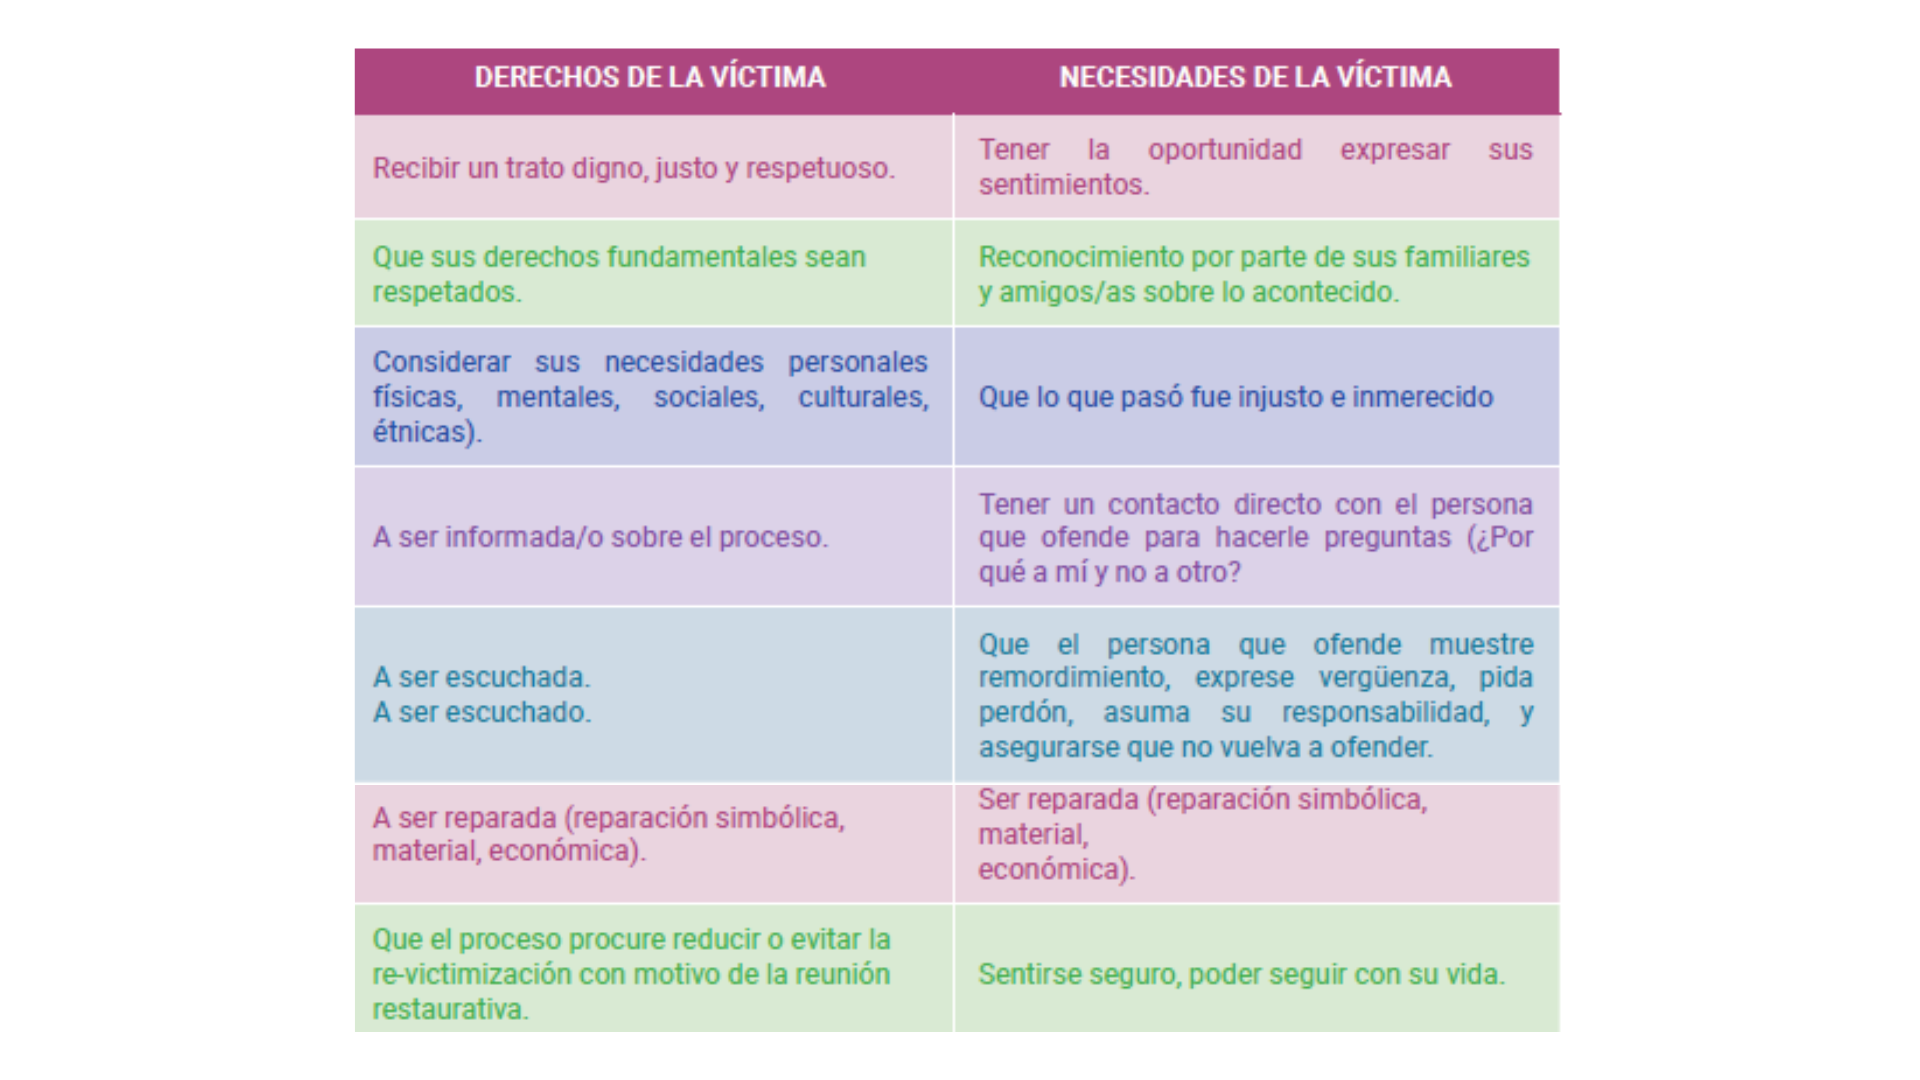 DERECHOS DE LA VÍCTIMA
NECESIDADES DE LA VÍCTIMA
Recibir un trato digno, justo y respetuoso.
Tener la oportunidad expresar sus
sentimientos.
Que sus derechos fundamentales sean
respetados.
Reconocimiento por parte de sus familiares
y amigos/as sobre lo acontecido.
Considerar sus necesidades personales
físicas, mentales, sociales, culturales,
étnicas).
Que lo que pasó fue injusto e inmerecido
A ser informada/o sobre el proceso.
Tener un contacto directo con el persona
que ofende para hacerle preguntas (¿Por
qué a mí y no a otro?
A ser escuchada.
A ser escuchado.
Que el persona que ofende muestre
remordimiento, exprese vergüenza, pida
perdón, asuma su responsabilidad, y
asegurarse que no vuelva a ofender.
A ser reparada (reparación simbólica,
material, económica).
Ser reparada (reparación simbólica,
material,
económica).
Que el proceso procure reducir o evitar la
re-victimización con motivo de la reunión
restaurativa.
Sentirse seguro, poder seguir con su vida.